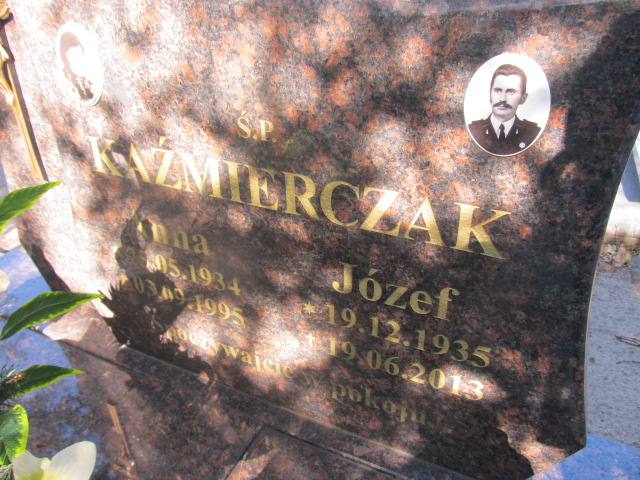 Ś.P.
KAŹMIERCZAK
Anna
.05.1934
03.09.1995
Józef
* 19.12.1935
† 19.06.2013
Spoczywajcie w pokoju